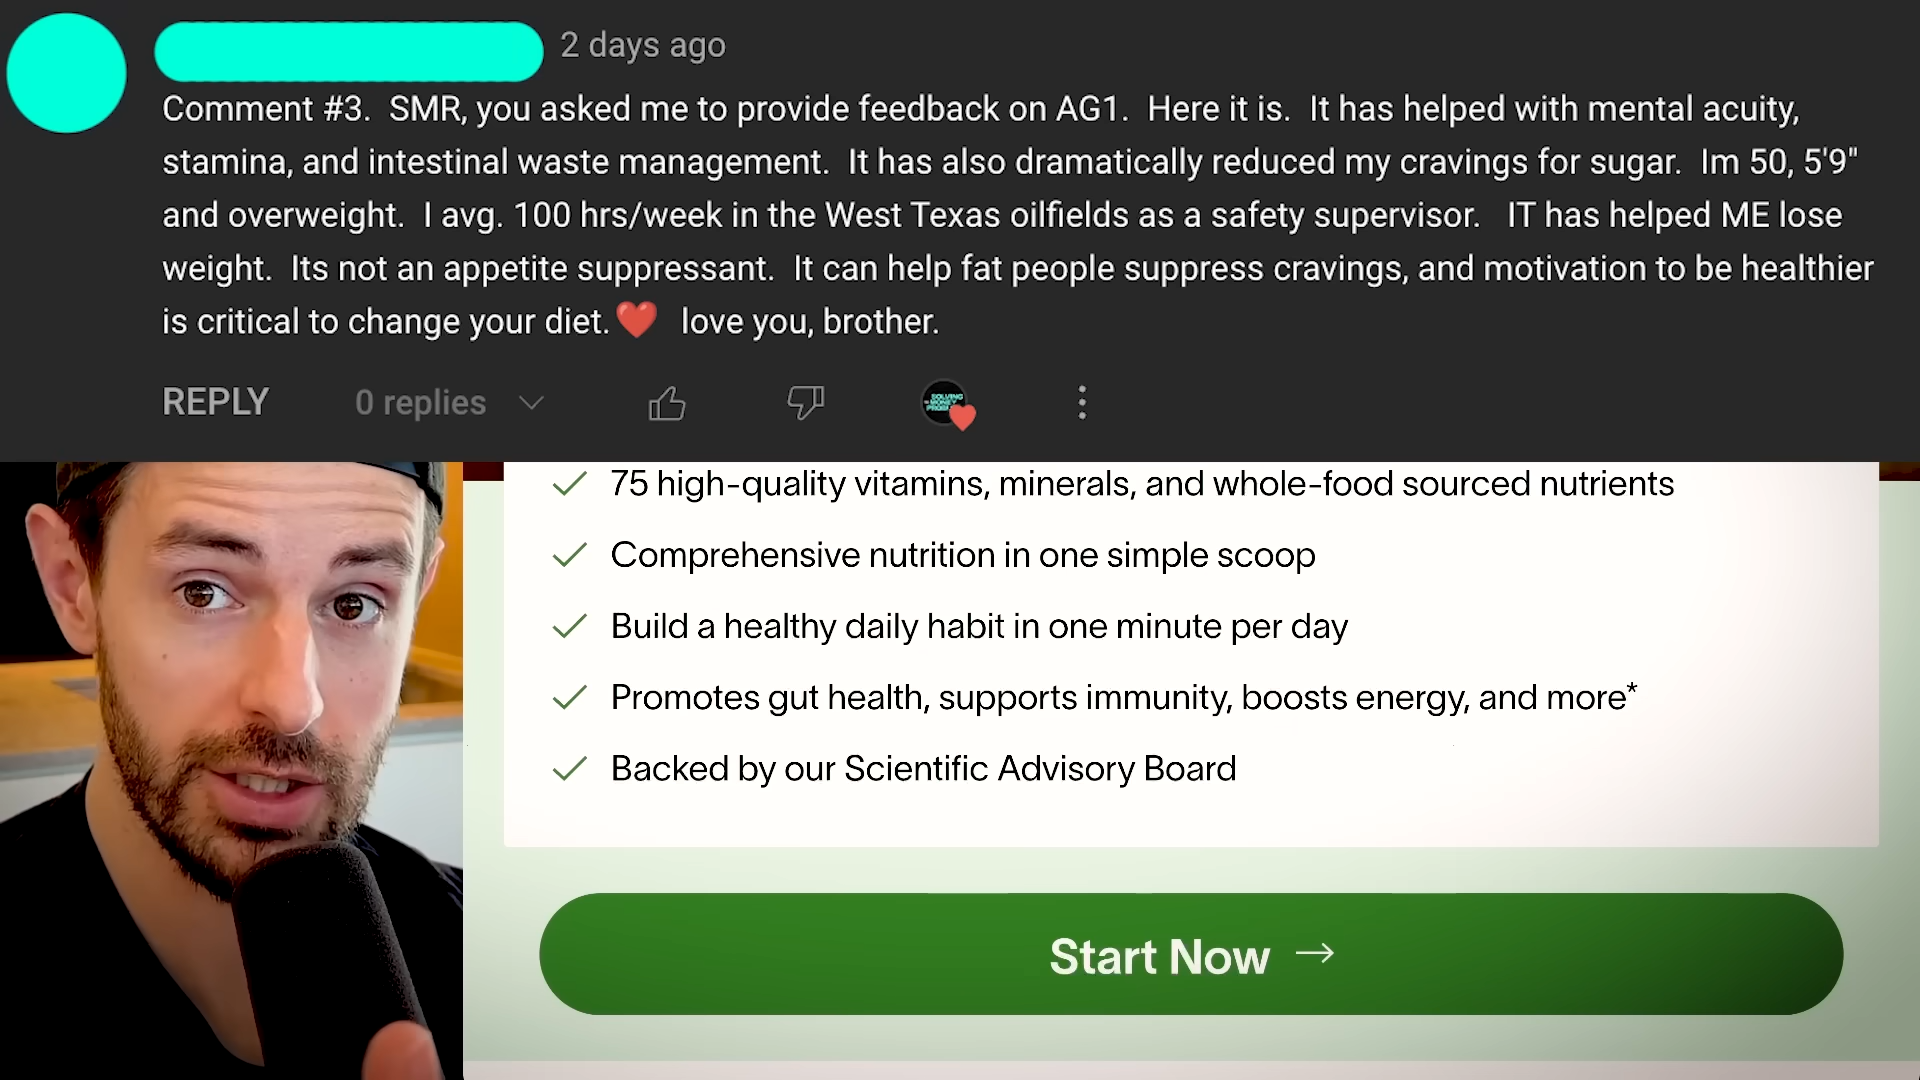 2 days ago
Comment #3.  SMR, you asked me to provide feedback on AG1.  Here it is.  It has helped with mental acuity,
stamina, and intestinal waste management.  It has also dramatically reduced my cravings for sugar.  Im 50, 5'9"
and overweight.  I avg. 100 hrs/week in the West Texas oilfields as a safety supervisor.   IT has helped ME lose
weight.  Its not an appetite suppressant.  It can help fat people suppress cravings, and motivation to be healthier
is critical to change your diet.❤️  love you, brother.
REPLY
0 replies
SOLVING
MONEY
75 high-quality vitamins, minerals, and whole-food sourced nutrients
Comprehensive nutrition in one simple scoop
Build a healthy daily habit in one minute per day
Promotes gut health, supports immunity, boosts energy, and more*
Backed by our Scientific Advisory Board
Start Now →